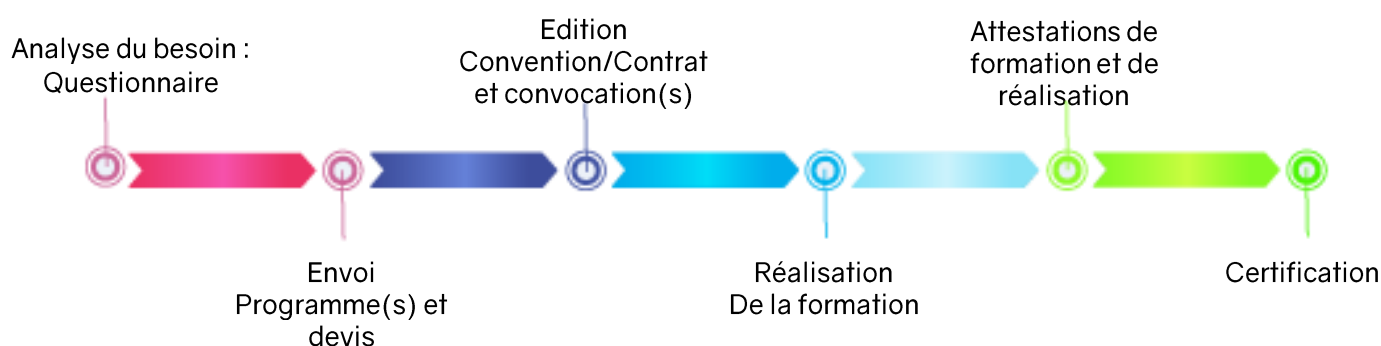 Analyse du besoin :
Questionnaire
Envoi
Programme(s) et
devis
Edition
Convention/Contrat
et convocation(s)
Réalisation
De la formation
Attestations de
formation et de
réalisation
Certification